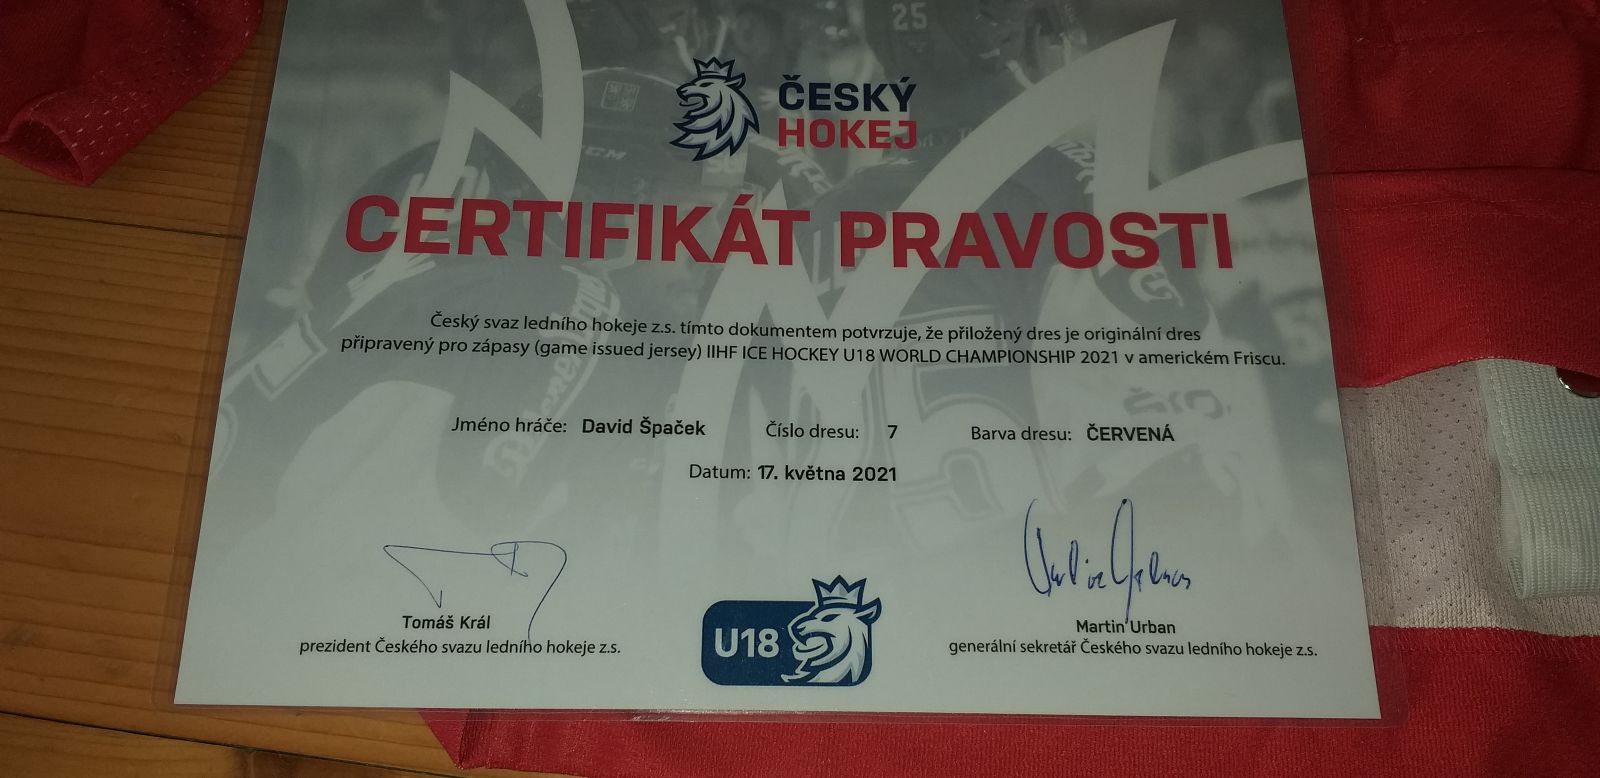 25
ČESKÝ
HOKEJ
CERTIFIKÁT PRAVOSTI
Český svaz ledního hokeje z.s. tímto dokumentem potvrzuje, že přiložený dres je originální dres
připravený pro zápasy (game issued jersey) IIHF ICE HOCKEY U18 WORLD CHAMPIONSHIP 2021 v americkém Friscu.
Jméno hráče: David Špaček Číslo dresu: 7 Barva dresu: ČERVENÁ
Datum: 17. května 2021
Tomáš Král
prezident Českého svazu ledního hokeje z.s.
U18
Martin Urban
generální sekretář Českého svazu ledního hokeje z.s.